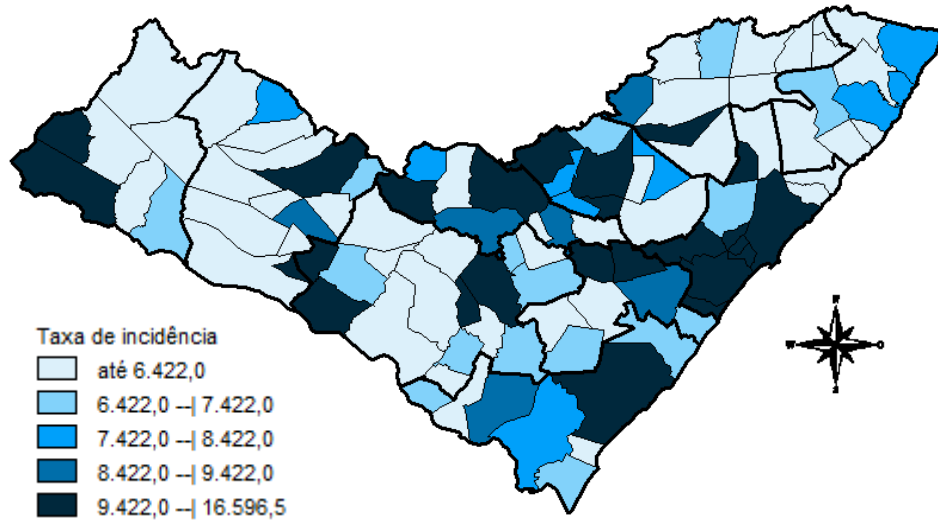 Taxa de incidência
até 6.422,0
6.422,0 --| 7.422,0
7.422,0 --| 8.422,0
8.422,0 --| 9.422,0
9.422,0 --| 16.596,5
W